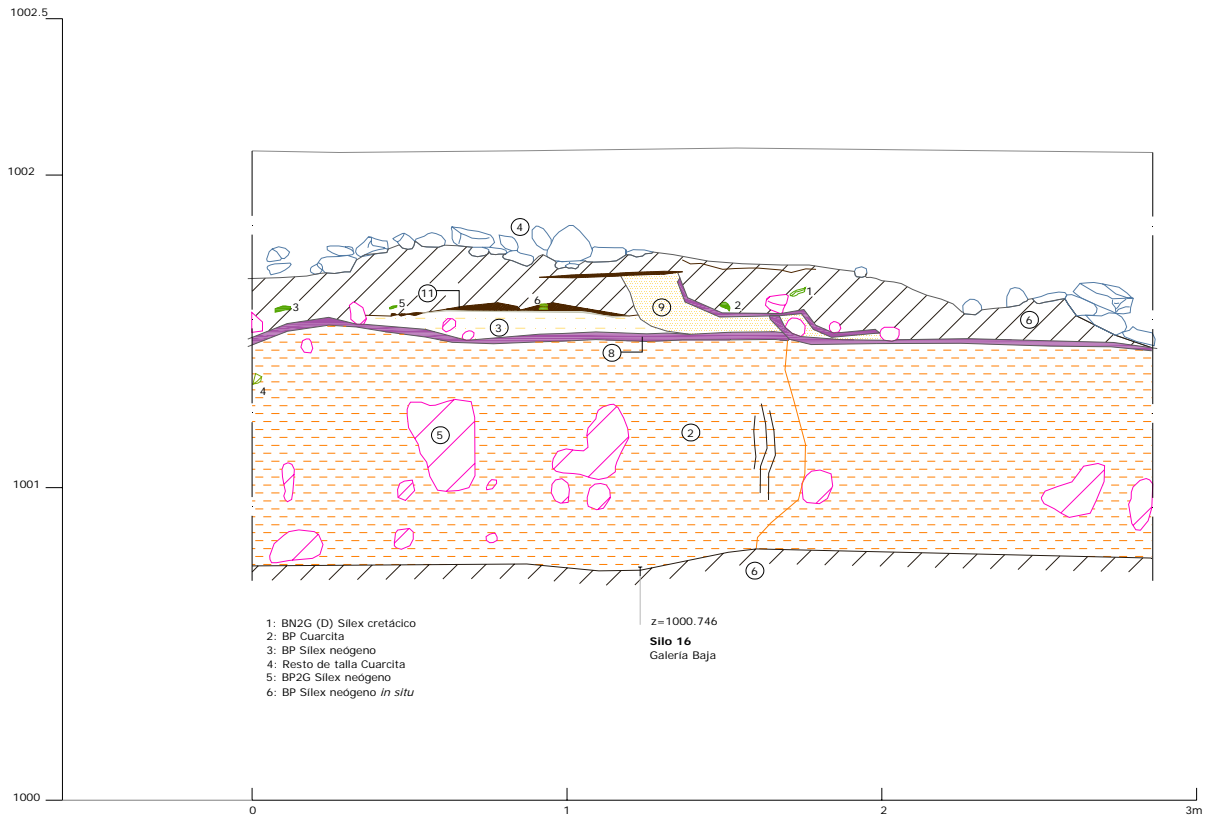 1002.5
1002
4
1
11
5
6
9
2
3
3
6
8
4
5
2
1001
6
1: BN2G (D) Sílex cretácico
2: BP Cuarcita
3: BP Sílex neógeno
4: Resto de talla Cuarcita
5: BP2G Sílex neógeno
6: BP Sílex neógeno in situ
z=1000.746
Silo 16
Galería Baja
1000
0
1
2
3m